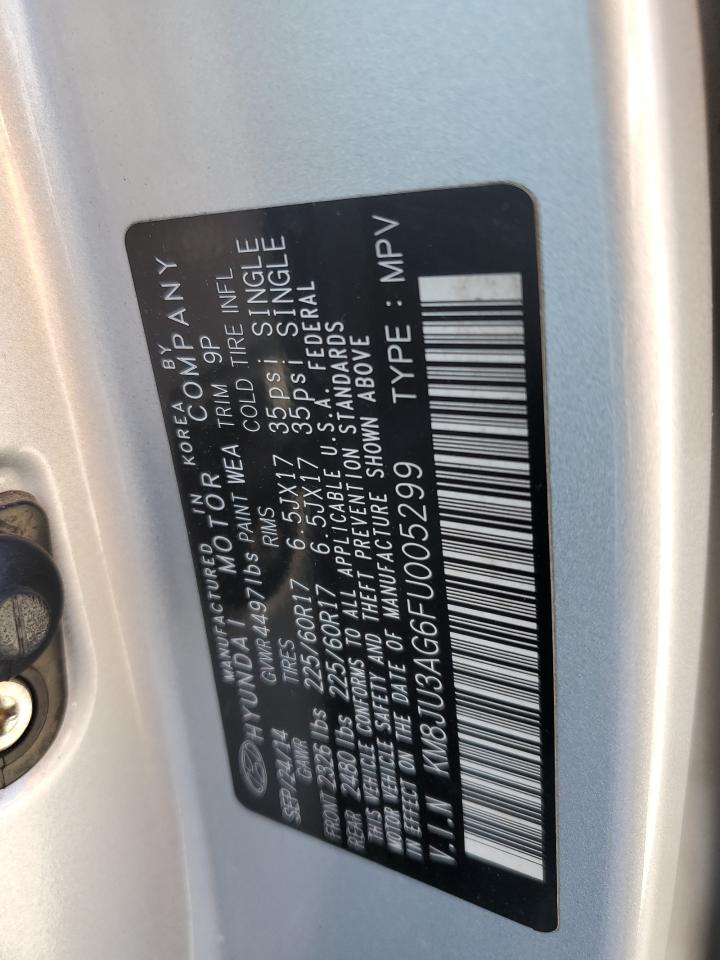 MANUFACTURED IN KOREA BY
HYUNDAI MOTOR COMPANY
SEP/24/14 GVWR 4497lbs PAINT WEA TRIM 9P
GAWR TIRES RIMS COLD TIRE INFL
FRONT 2326 lbs 225/60R17 6.5JX17 35psi SINGLE
REAR 2480 lbs 225/60R17 6.5JX17 35psi SINGLE
THIS VEHICLE CONFORMS TO ALL APPLICABLE U.S.A. FEDERAL
MOTOR VEHICLE SAFETY AND THEFT PREVENTION STANDARDS
IN EFFECT ON THE DATE OF MANUFACTURE SHOWN ABOVE
V.I.N KM8JU3AG6FU005299 TYPE : MPV